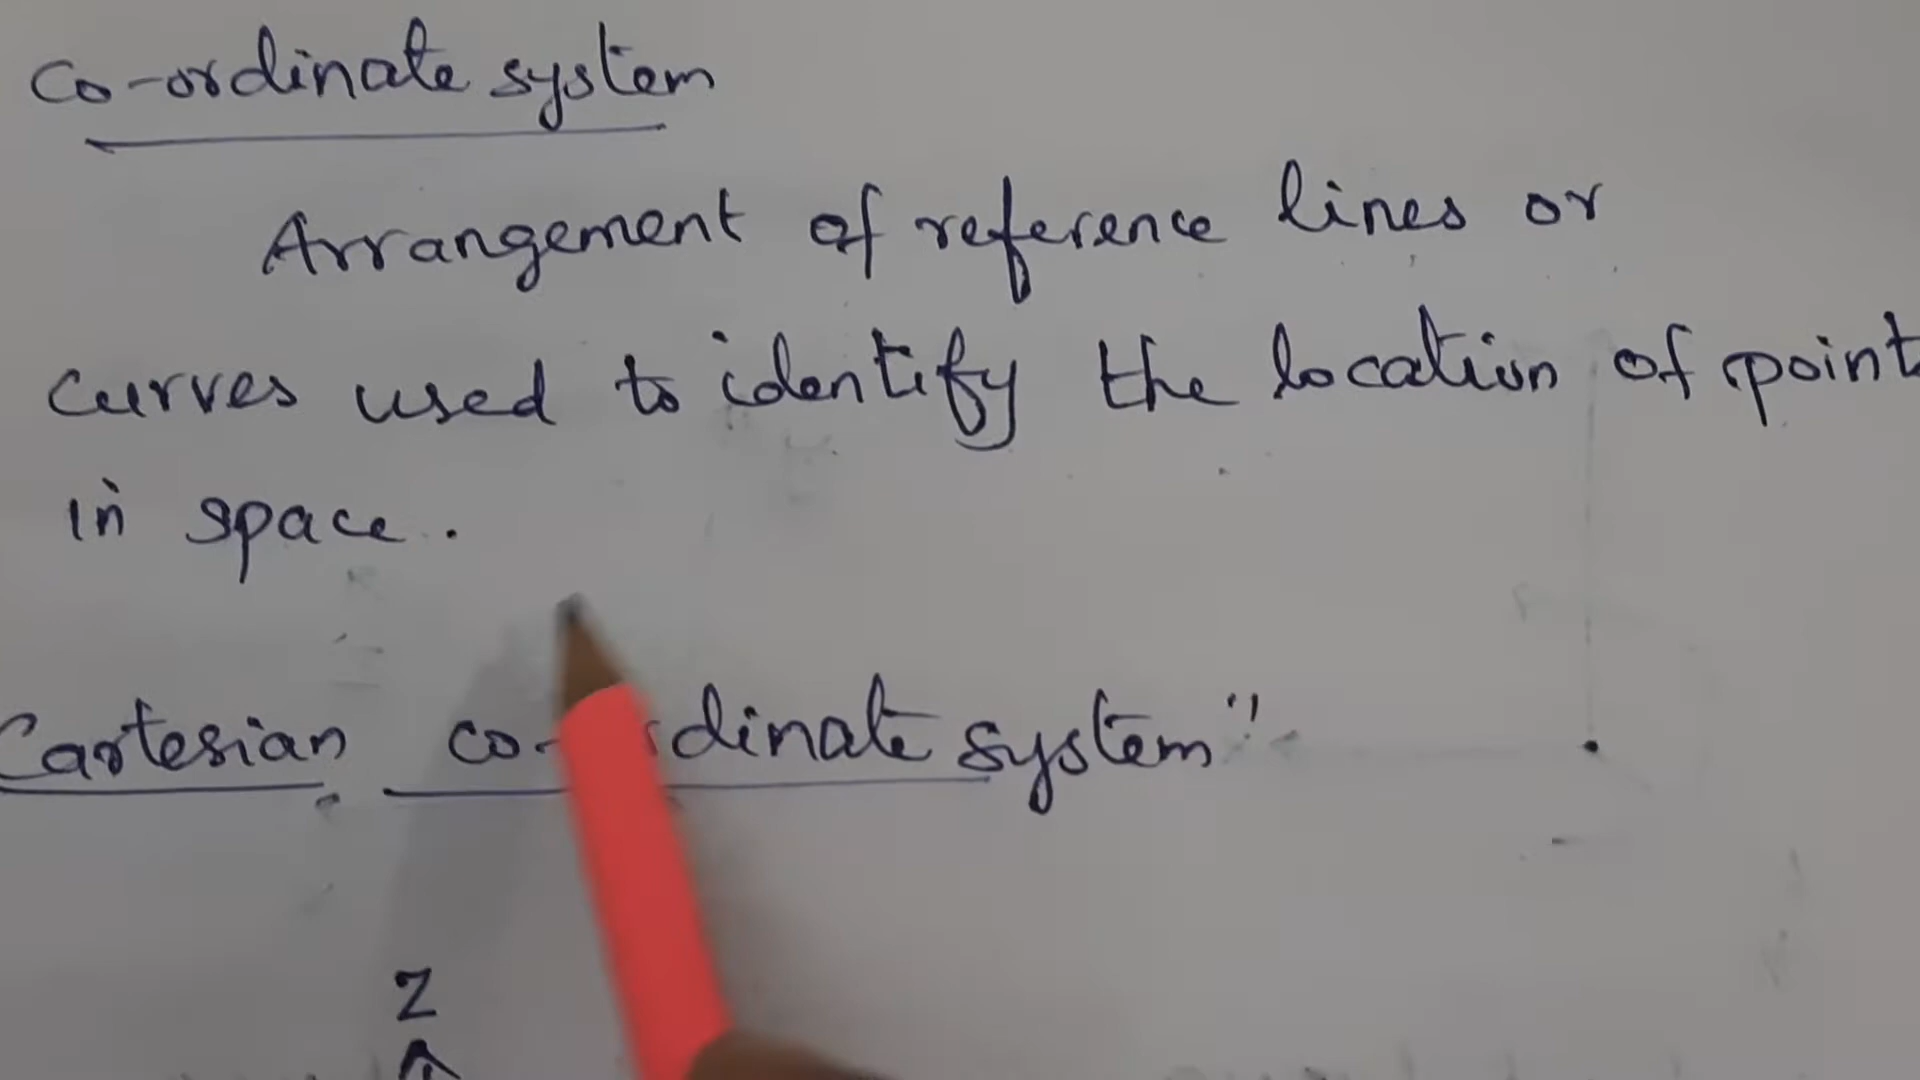 Co-ordinate system
Arrangement of reference lines or
curves used to identify the location of point
in space.
Cartesian co-ordinate system"
Z